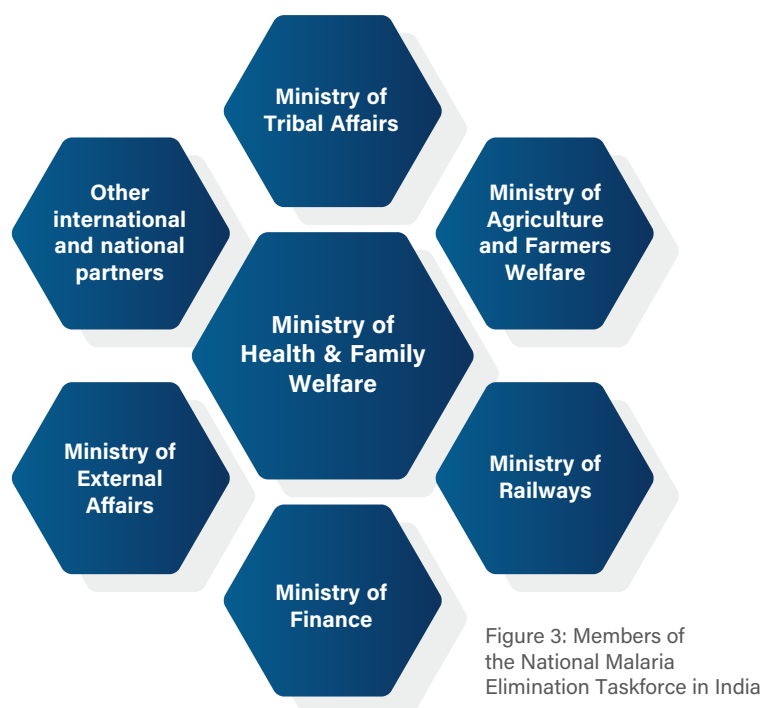 Ministry of
Tribal Affairs
Other
international
and national
partners
Ministry of
Agriculture
and Farmers
Welfare
Ministry of
Health & Family
Welfare
Ministry of
External
Affairs
Ministry of
Railways
Ministry of
Finance
Figure 3: Members of
the National Malaria
Elimination Taskforce in India